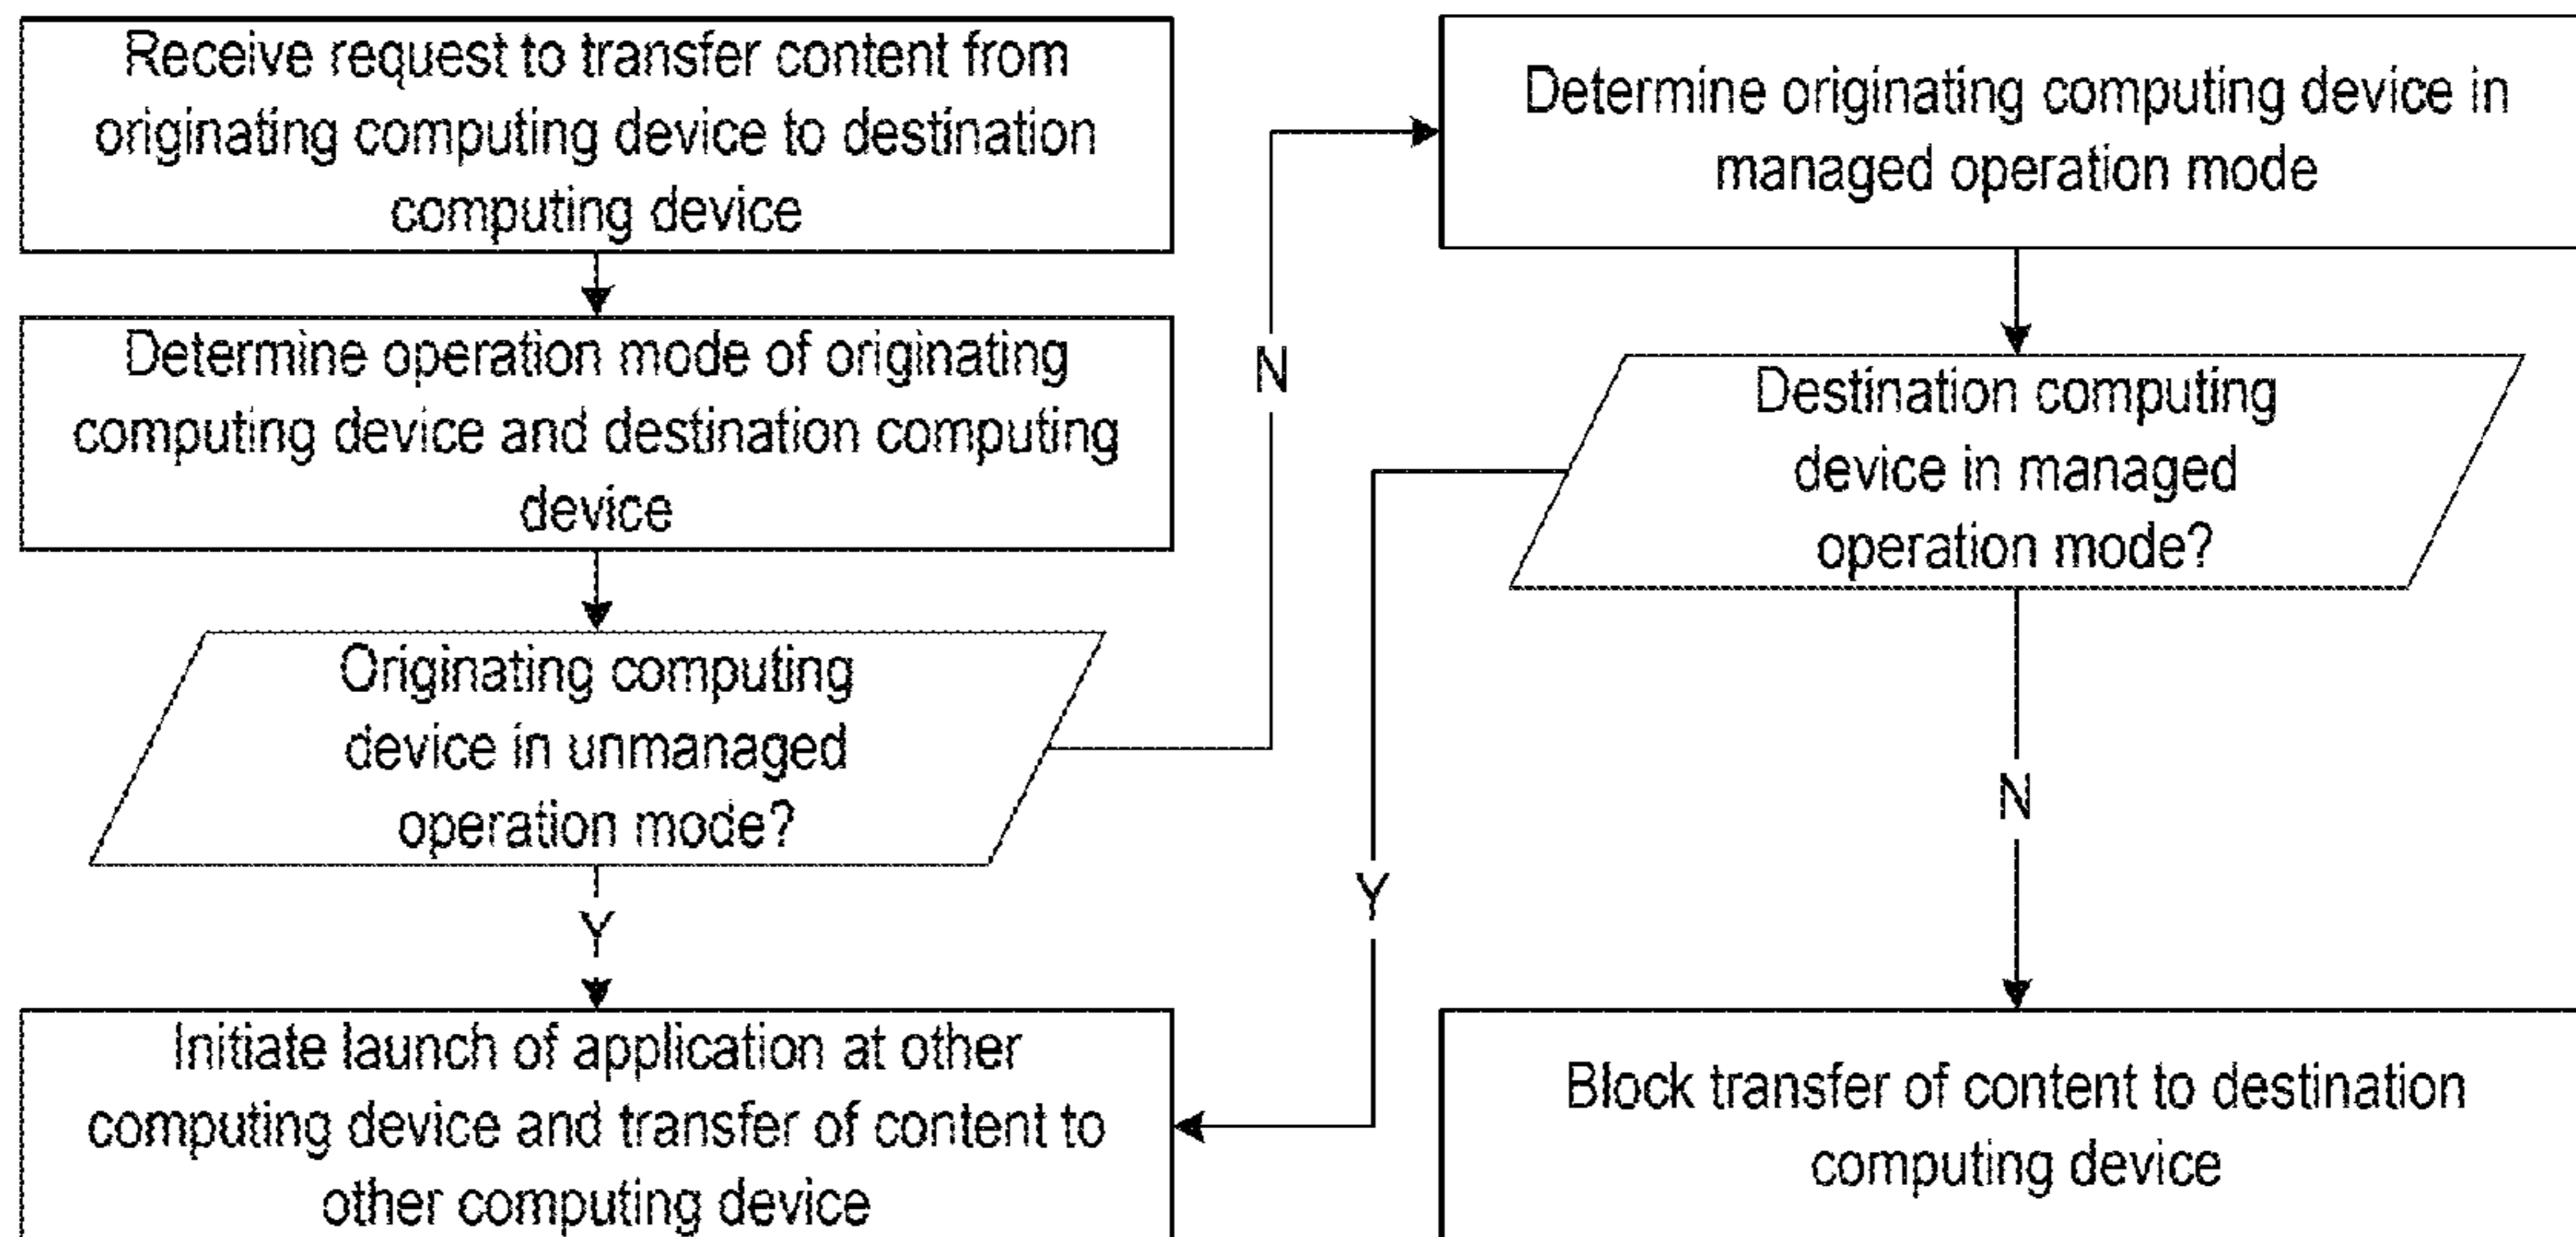 Receive request to transfer content from
originating computing device to destination
computing device
Determine operation mode of originating
computing device and destination computing
device
Originating computing
device in unmanaged
operation mode?
Y
Initiate launch of application at other
computing device and transfer of content to
other computing device
N
Determine originating computing device in
managed operation mode
Destination computing
device in managed
operation mode?
Y
N
Block transfer of content to destination
computing device